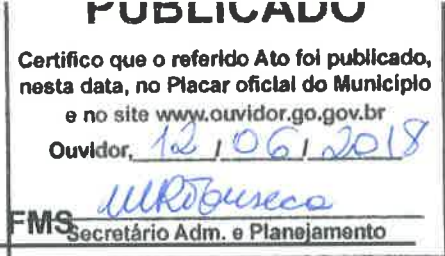 PUBLICADO
Certifico que o referido Ato foi publicado,
nesta data, no Placar oficial do Município
e no site www.ouvidor.go.gov.br
Ouvidor, 12 / 06 / 2018
FMS
Secretário Adm. e Planejamento